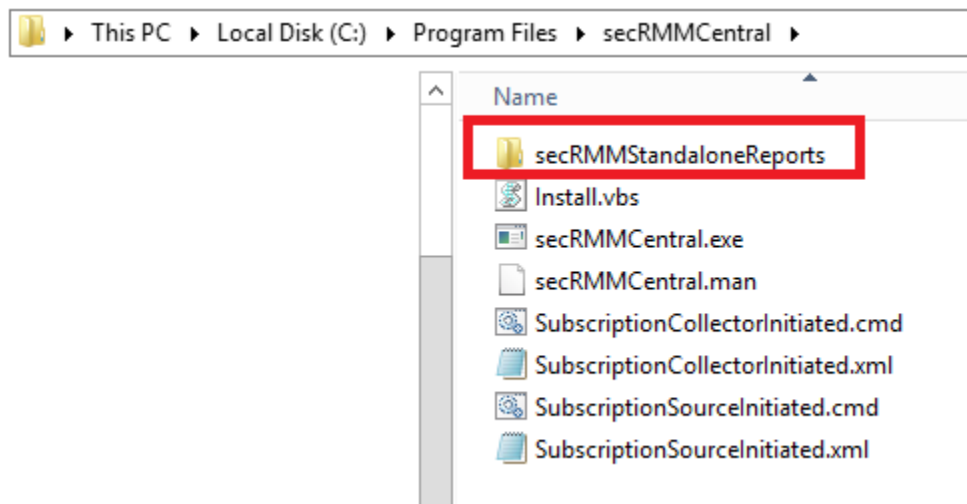 This PC Local Disk (C:) Program Files secRMMCentral
Name
secRMMStandaloneReports
Install.vbs
secRMMCentral.exe
secRMMCentral.man
SubscriptionCollectorInitiated.cmd
SubscriptionCollectorInitiated.xml
SubscriptionSourceInitiated.cmd
SubscriptionSourceInitiated.xml